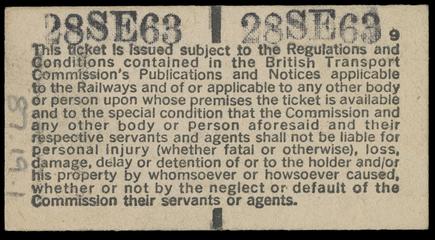 28SE63 28SE63 9
This ticket is issued subject to the Regulations and
Conditions contained in the British Transport
Commission's Publications and Notices applicable
to the Railways and of or applicable to any other body
or person upon whose premises the ticket is available
and to the special condition that the Commission and
any other body or person aforesaid and their
respective servants and agents shall not be liable for
personal injury (whether fatal or otherwise), loss,
damage, delay or detention of or to the holder and/or
his property by whomsoever or howsoever caused,
whether or not by the neglect or default of the
Commission their servants or agents.